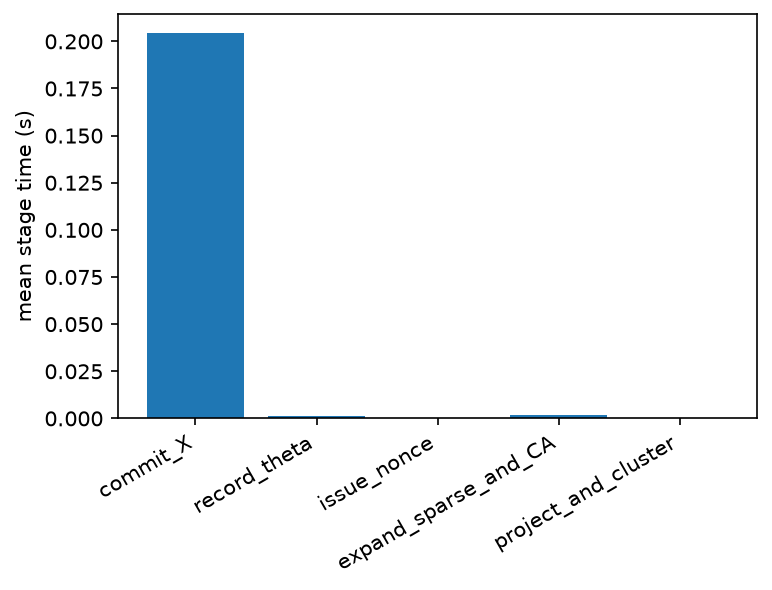 mean stage time (s)
0.200
0.175
0.150
0.125
0.100
0.075
0.050
0.025
0.000
commit_X
record_theta
issue_nonce
expand_sparse_and_CA
project_and_cluster